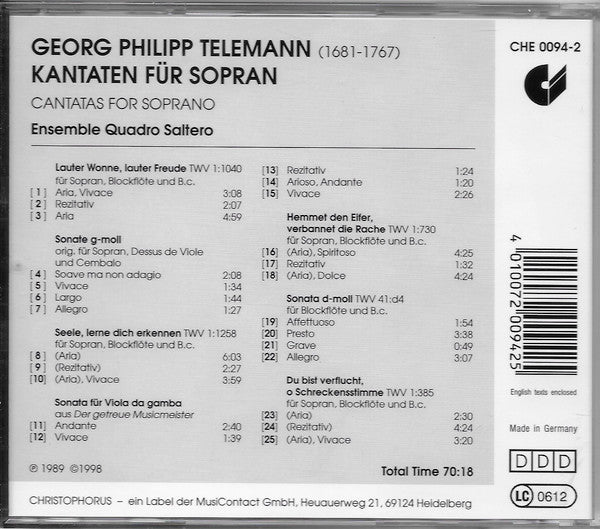 GEORG PHILIPP TELEMANN (1681-1767)
KANTATEN FÜR SOPRAN
CANTATAS FOR SOPRANO
Ensemble Quadro Saltero
Lauter Wonne, lauter Freude TWV 1:1040
für Sopran, Blockflöte und B.c.
[1] Aria, Vivace 3:08
[2] Rezitativ 2:07
[3] Aria 4:59
Sonate g-moll
orig. für Sopran, Dessus de Viole
und Cembalo
[4] Soave ma non adagio 2:08
[5] Vivace 1:34
[6] Largo 1:44
[7] Allegro 1:27
Seele, lerne dich erkennen TWV 1:1258
für Sopran, Blockflöte und B.c.
[8] (Aria) 6:03
[9] (Rezitativ) 2:27
[10] (Aria), Vivace 3:59
Sonata für Viola da gamba
aus Der getreue Musicmeister
[11] Andante 2:40
[12] Vivace 1:39
[13] Rezitativ 1:24
[14] Arioso, Andante 1:20
[15] Vivace 2:26
Hemmet den Eifer,
verbannet die Rache TWV 1:730
für Sopran, Blockflöte und B.c.
[16] (Aria), Spiritoso 4:25
[17] Rezitativ 1:32
[18] (Aria), Dolce 4:24
Sonata d-moll TWV 41:d4
für Blockflöte und B.c.
[19] Affettuoso 1:54
[20] Presto 3:38
[21] Grave 0:49
[22] Allegro 3:07
Du bist verflucht,
o Schreckensstimme TWV 1:385
für Sopran, Blockflöte und B.c.
[23] (Aria) 2:30
[24] (Rezitativ) 4:24
[25] (Aria), Vivace 3:20
℗ 1989 ©1998
Total Time 70:18
CHRISTOPHORUS – ein Label der MusiContact GmbH, Heuauerweg 21, 69124 Heidelberg
CHE 0094-2
4 010072 009425
English texts enclosed
Made in Germany
DDD
LC 0612